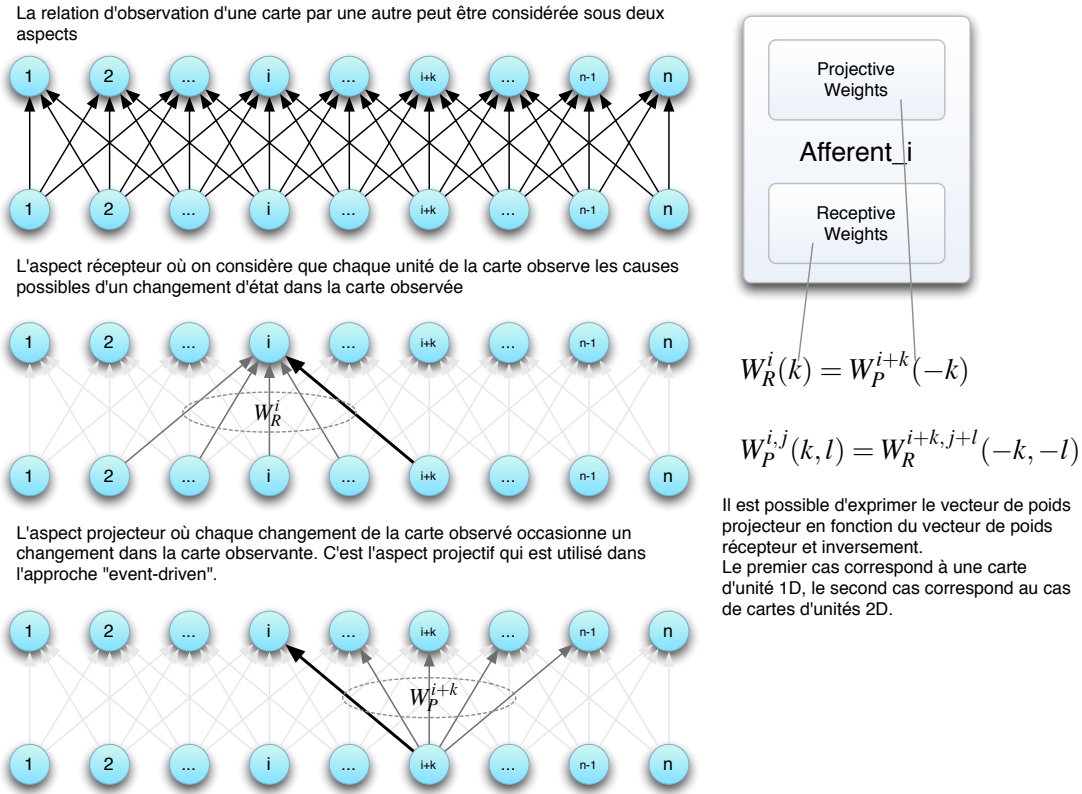 La relation d'observation d'une carte par une autre peut être considérée sous deux
aspects
1 2 ... i ... i+k ... n-1 n
1 2 ... i ... i+k ... n-1 n
L'aspect récepteur où on considère que chaque unité de la carte observe les causes
possibles d'un changement d'état dans la carte observée
1 2 ... i ... i+k ... n-1 n
W_R^i
1 2 ... i ... i+k ... n-1 n
L'aspect projecteur où chaque changement de la carte observé occasionne un
changement dans la carte observante. C'est l'aspect projectif qui est utilisé dans
l'approche "event-driven".
1 2 ... i ... i+k ... n-1 n
W_P^{i+k}
1 2 ... i ... i+k ... n-1 n
Projective
Weights
Afferent_i
Receptive
Weights
W_R^i(k) = W_P^{i+k}(−k)
W_P^{i,j}(k,l) = W_R^{i+k,j+l}(−k,−l)
Il est possible d'exprimer le vecteur de poids
projecteur en fonction du vecteur de poids
récepteur et inversement.
Le premier cas correspond à une carte
d'unité 1D, le second cas correspond au cas
de cartes d'unités 2D.